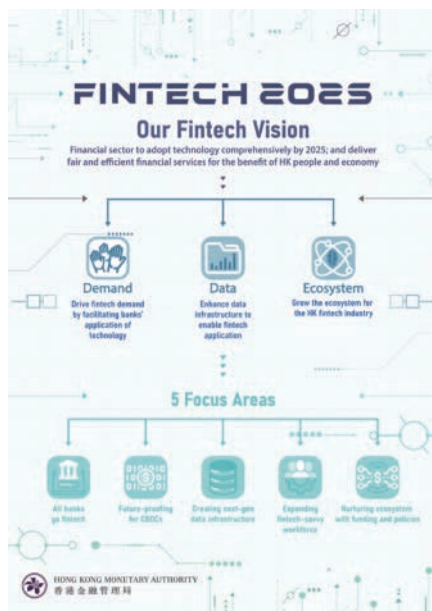 FINTECH 2025
Our Fintech Vision
Financial sector to adopt technology comprehensively by 2025; and deliver
fair and efficient financial services for the benefit of HK people and economy
Demand
Drive fintech demand
by facilitating banks'
application of
technology
Data
Enhance data
infrastructure to
enable fintech
application
Ecosystem
Grow the ecosystem for
the HK fintech industry
5 Focus Areas
All banks
go fintech
Future-proofing
for CBDCs
Creating next-gen
data infrastructure
Expanding
fintech-savvy
workforce
Nurturing ecosystem
with funding and policies
HONG KONG MONETARY AUTHORITY
香港金融管理局